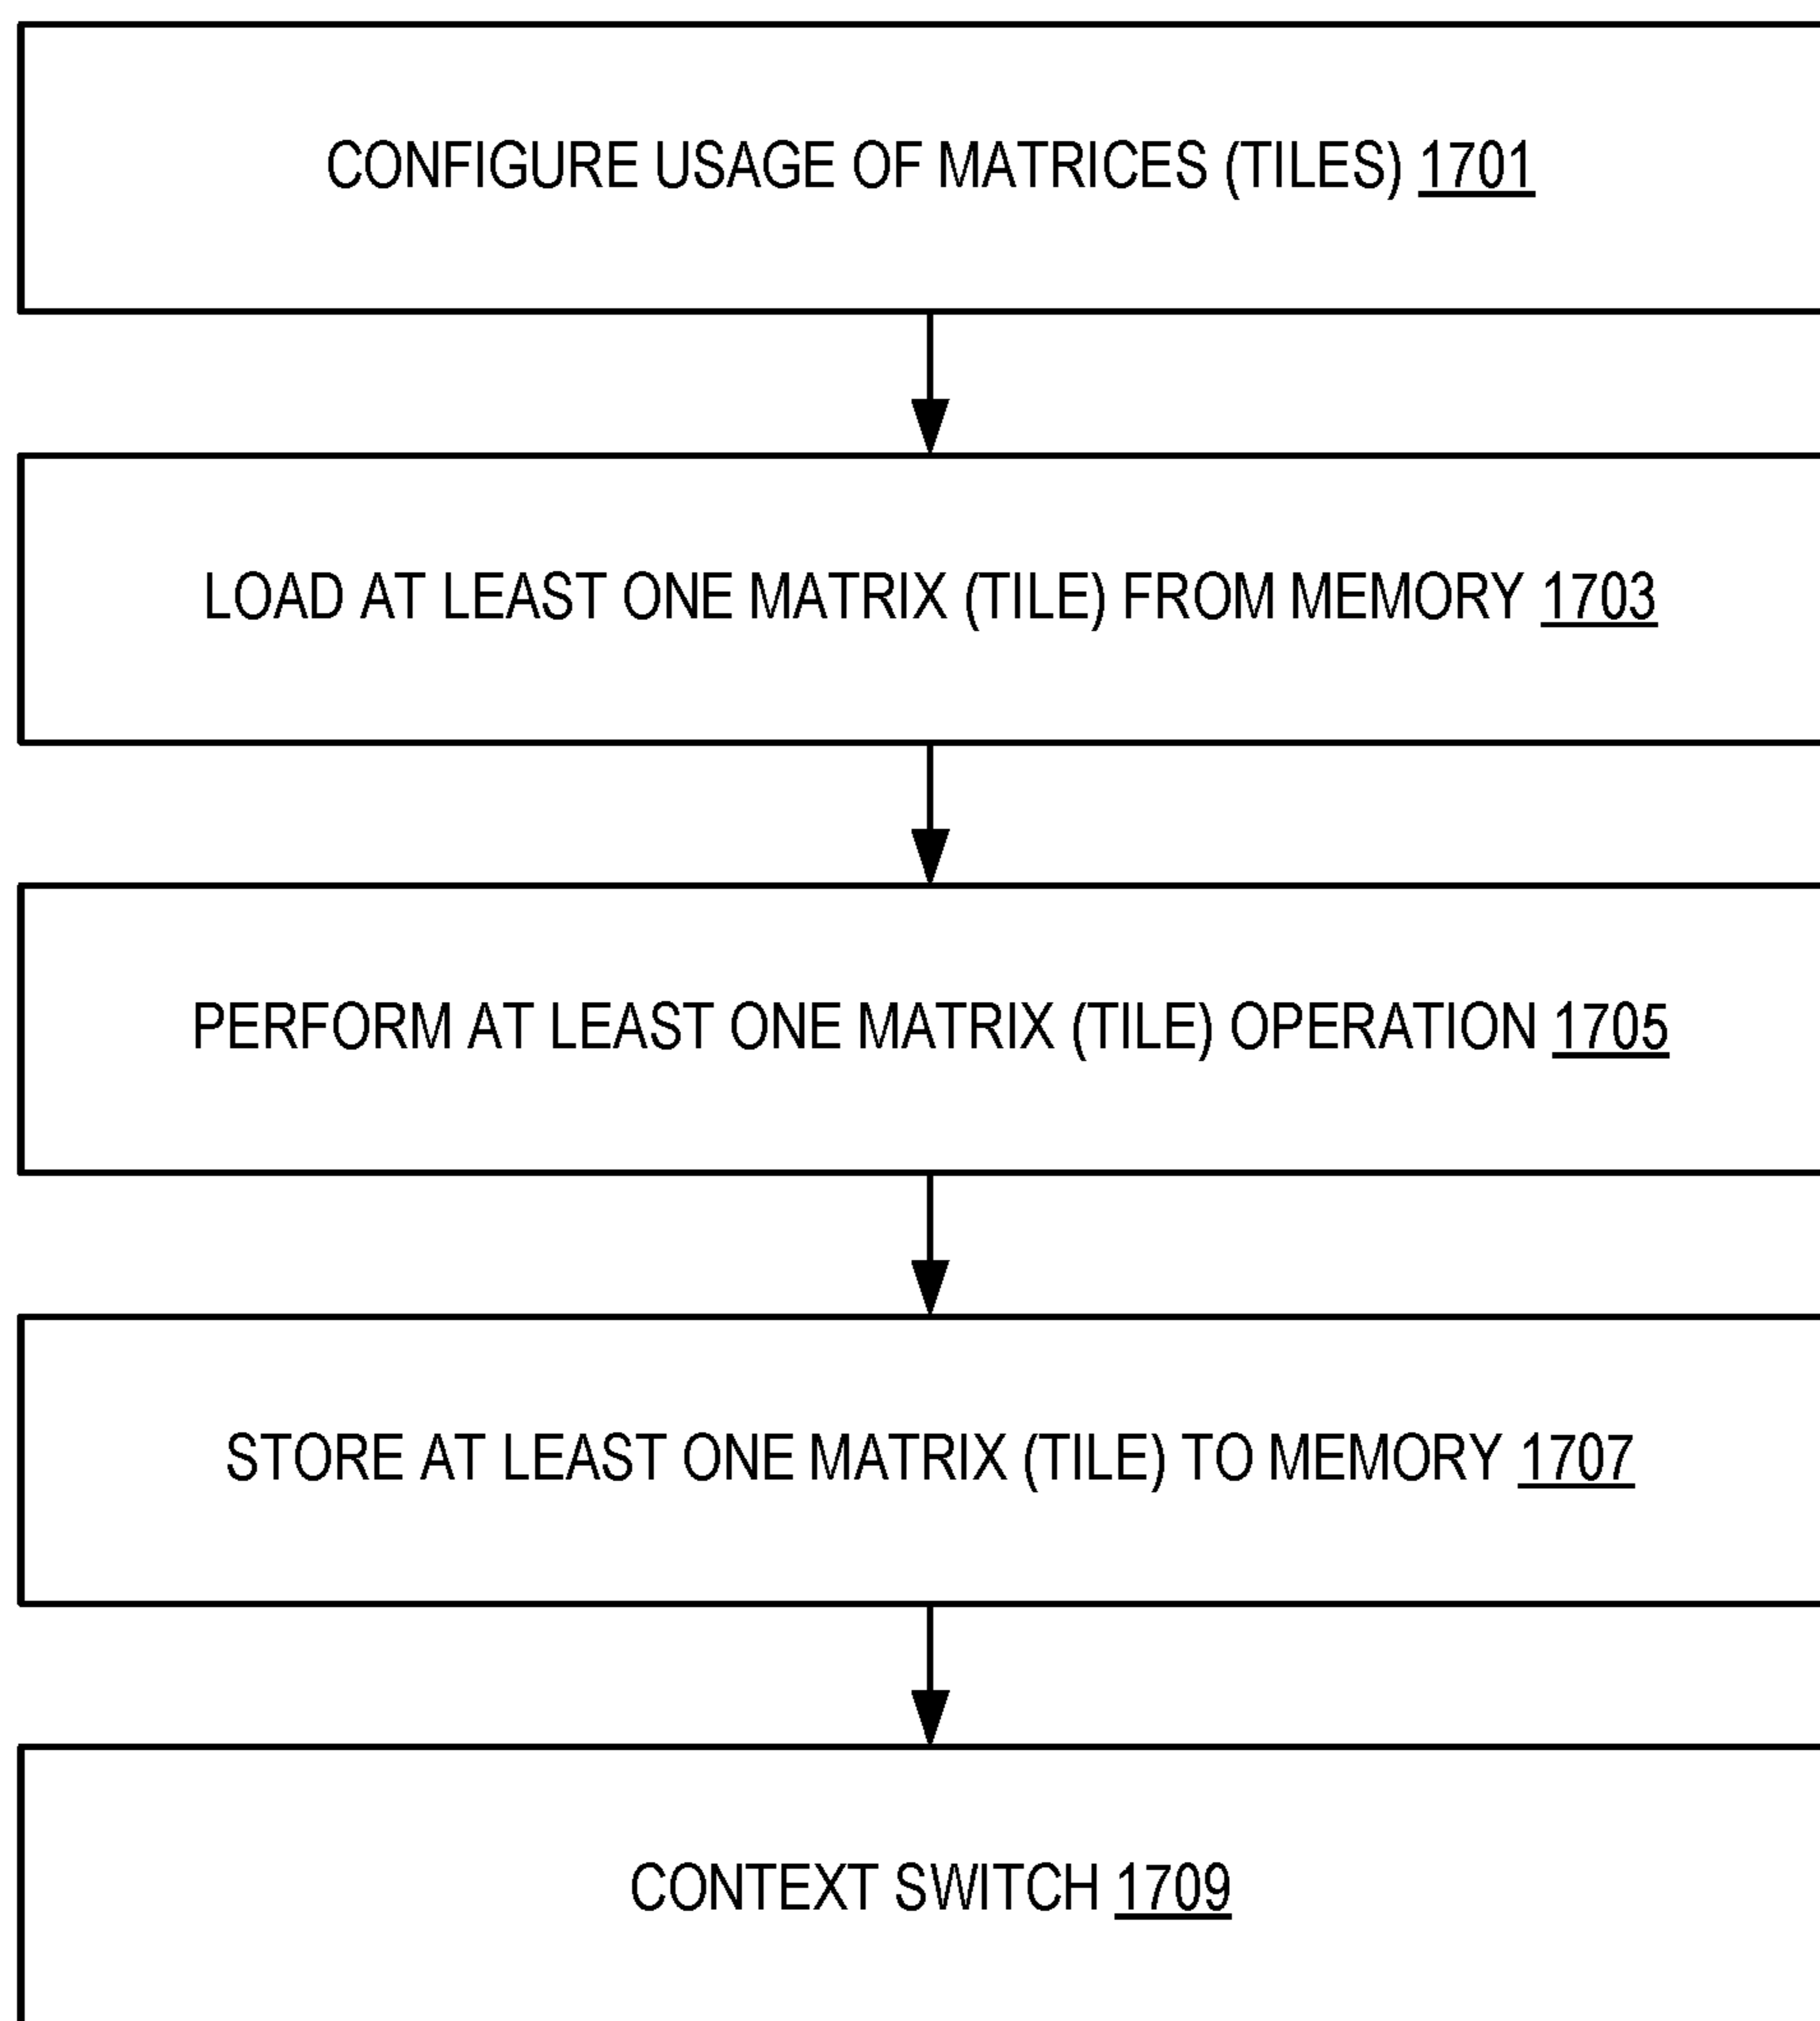 CONFIGURE USAGE OF MATRICES (TILES) 1701
LOAD AT LEAST ONE MATRIX (TILE) FROM MEMORY 1703
PERFORM AT LEAST ONE MATRIX (TILE) OPERATION 1705
STORE AT LEAST ONE MATRIX (TILE) TO MEMORY 1707
CONTEXT SWITCH 1709